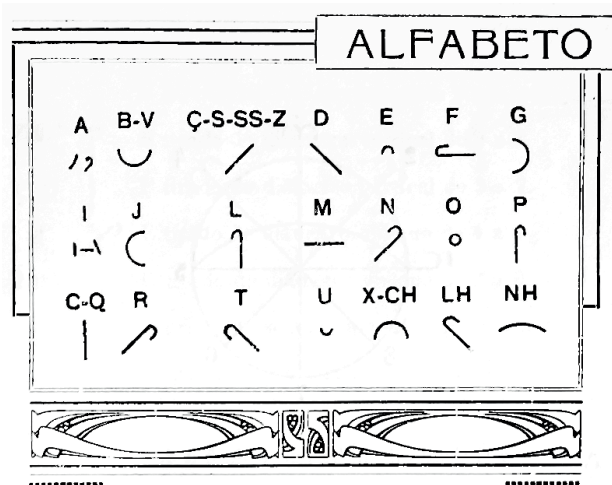 ALFABETO
A B-V Ç-S-SS-Z D E F G
I J L M N O P
C-Q R T U X-CH LH NH